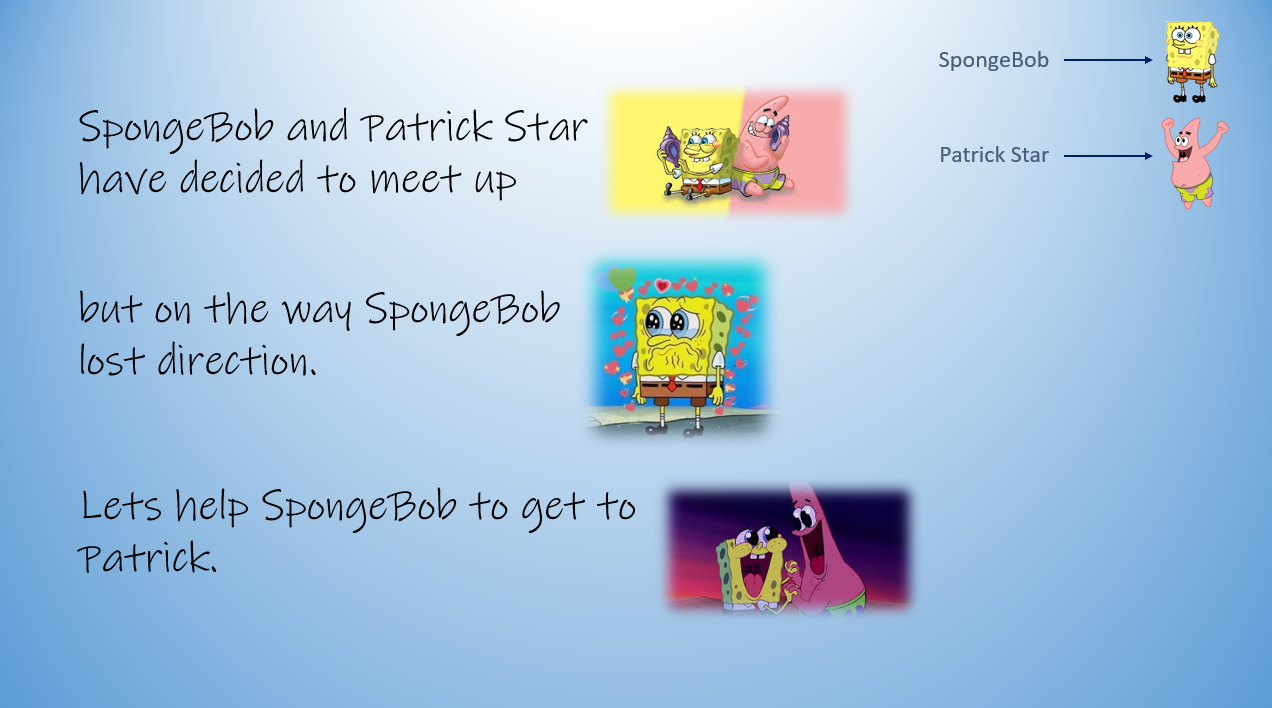 SpongeBob
Patrick Star
SpongeBob and Patrick Star
have decided to meet up
but on the way SpongeBob
lost direction.
Lets help SpongeBob to get to
Patrick.